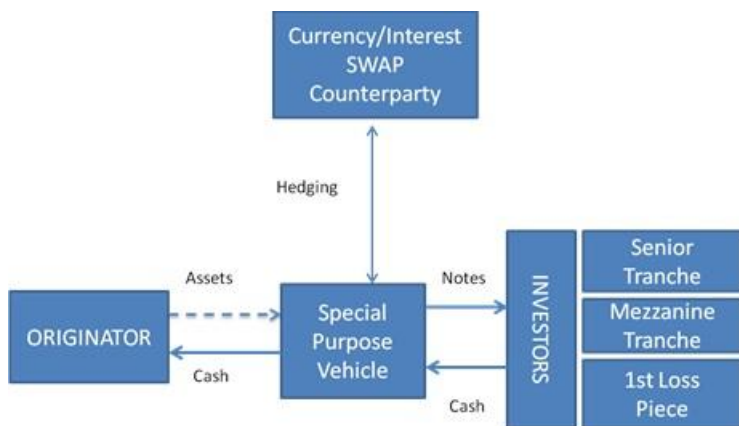 Currency/Interest
SWAP
Counterparty
Hedging
Assets
Notes
ORIGINATOR
Special
Purpose
Vehicle
Cash
Cash
INVESTORS
Senior
Tranche
Mezzanine
Tranche
1st Loss
Piece